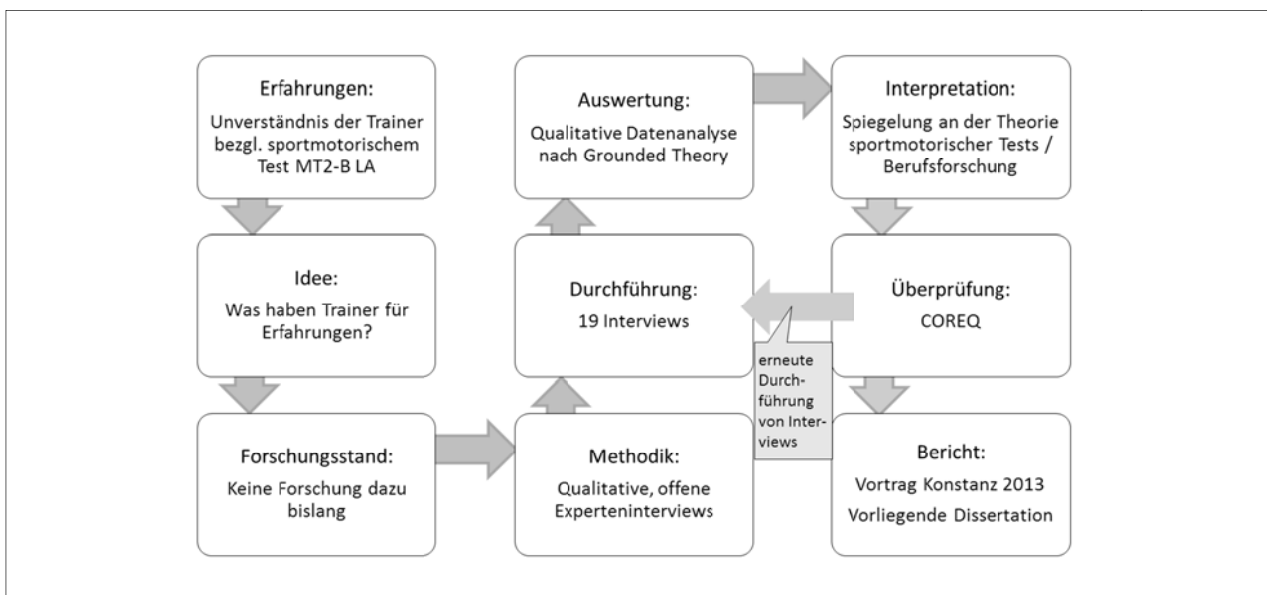 Erfahrungen:
Unverständnis der Trainer
bezgl. sportmotorischem
Test MT2-B LA
Idee:
Was haben Trainer für
Erfahrungen?
Forschungsstand:
Keine Forschung dazu
bislang
Methodik:
Qualitative, offene
Experteninterviews
Durchführung:
19 Interviews
Auswertung:
Qualitative Datenanalyse
nach Grounded Theory
Interpretation:
Spiegelung an der Theorie
sportmotorischer Tests /
Berufsforschung
Überprüfung:
COREQ
erneute
Durch-
führung
von Inter-
views
Bericht:
Vortrag Konstanz 2013
Vorliegende Dissertation